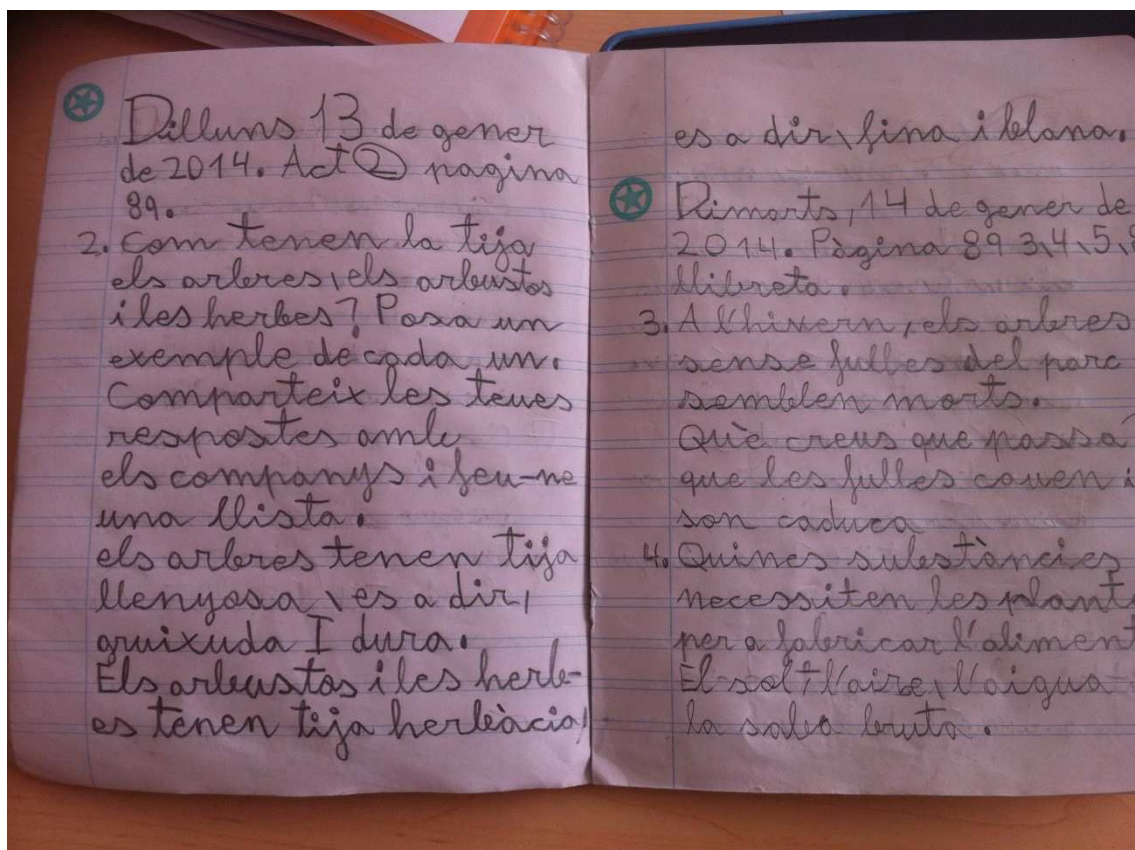 Dilluns 13 de gener
de 2014. Act 2 pagina
89.
2. Com tenen la tija
els arbres, els arbustos
i les herbes? Posa un
exemple de cada un.
Comparteix les teues
respostes amb
els companys i feu-ne
una llista.
els arbres tenen tija
llenyosa, es a dir,
gruixuda I dura.
Els arbustos i les herb-
es tenen tija herbàcia,
es a dir, fina i blana.
Dimarts, 14 de gener de
2014. Pàgina 89 3,4,5,
llibreta.
3. A l'hivern, els arbres
sense fulles del parc
semblen morts.
Què creus que passa
que les fulles cauen i
son caduca
4. Quines substàncies
necessiten les plant
per a fabricar l'aliment
El sol + l'aire, l'aigua
la saba bruta.